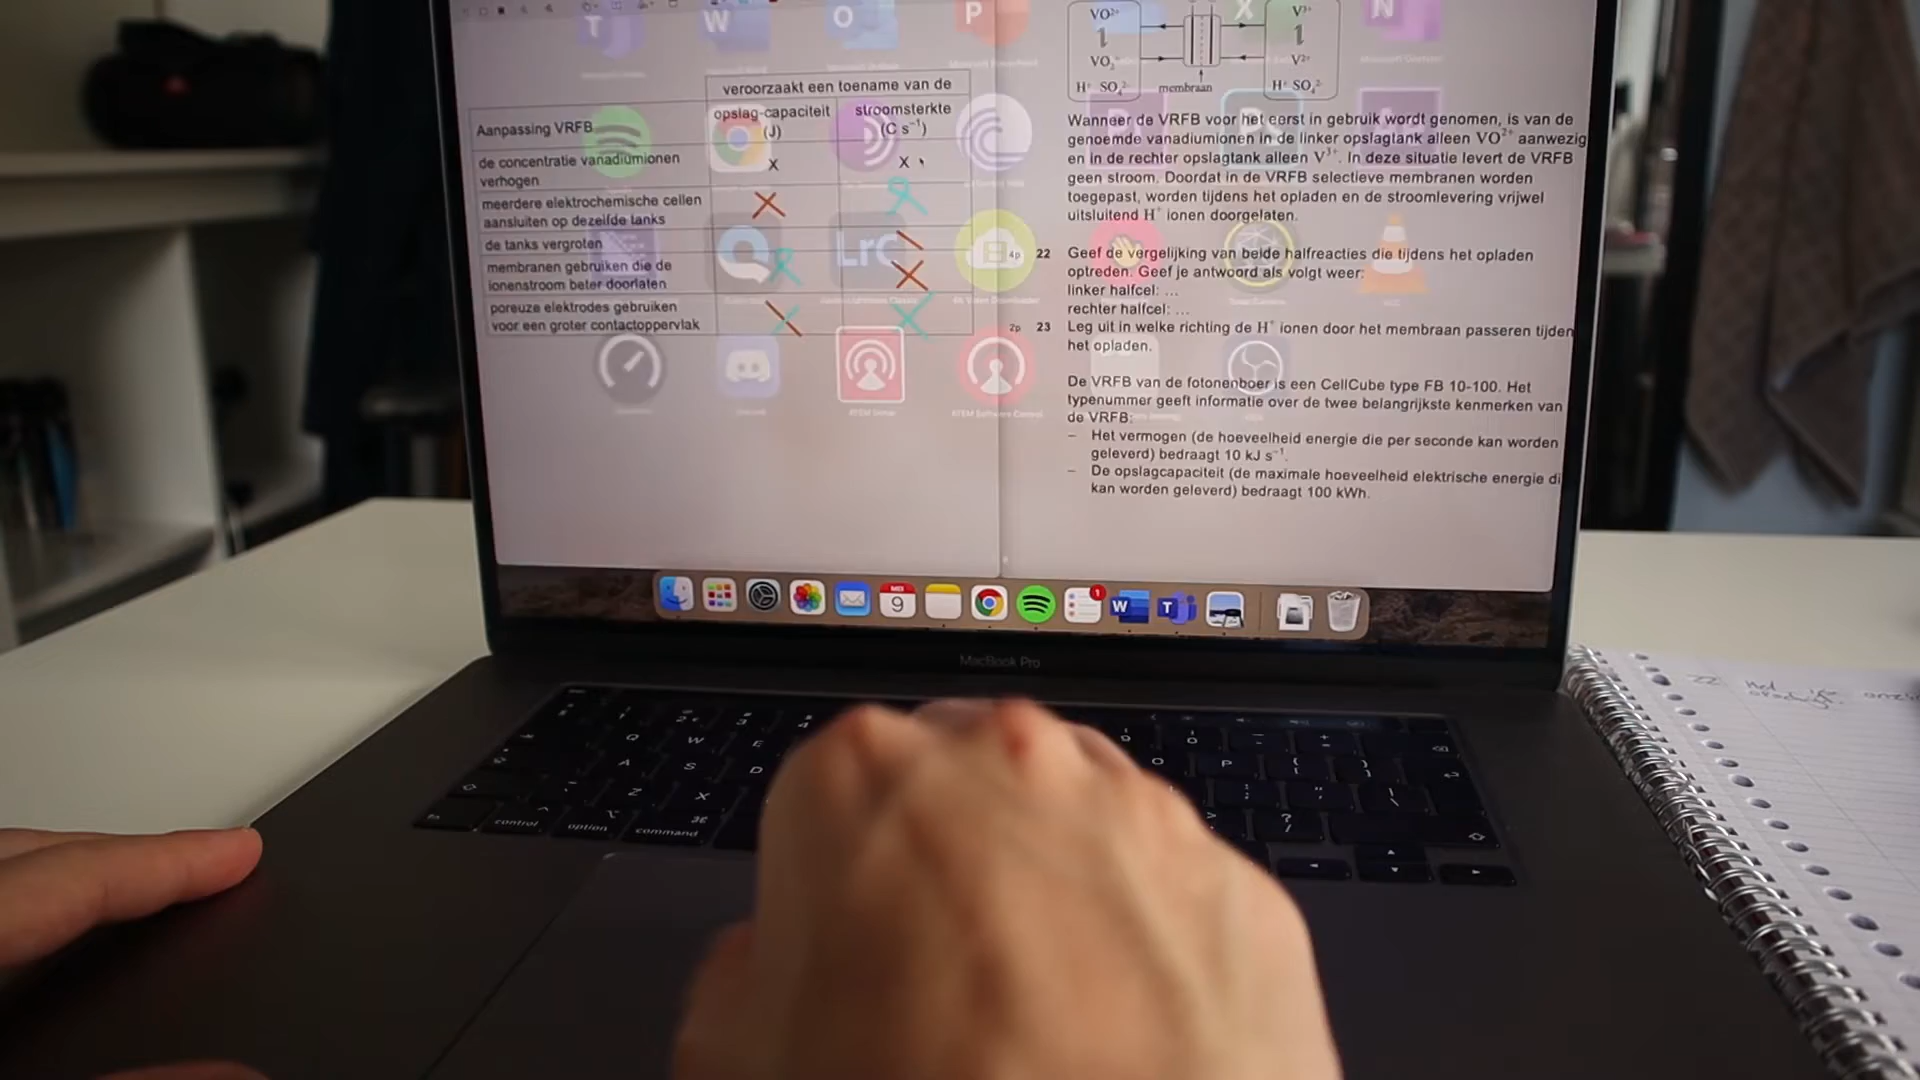 veroorzaakt een toename van de
Aanpassing VRFB
opslag-capaciteit
(J)
stroomsterkte
(C s⁻¹)
de concentratie vanadiumionen
verhogen
x
x
meerdere elektrochemische cellen
aansluiten op dezelfde tanks
de tanks vergroten
membranen gebruiken die de
ionenstroom beter doorlaten
poreuze elektrodes gebruiken
voor een groter contactoppervlak
VO²⁺
VO₂⁺
H⁺ SO₄²⁻
membraan
V³⁺
V²⁺
H⁺ SO₄²⁻
Wanneer de VRFB voor het eerst in gebruik wordt genomen, is van de
genoemde vanadiumionen in de linker opslagtank alleen VO²⁺ aanwezig
en in de rechter opslagtank alleen V³⁺. In deze situatie levert de VRFB
geen stroom. Doordat in de VRFB selectieve membranen worden
toegepast, worden tijdens het opladen en de stroomlevering vrijwel
uitsluitend H⁺ ionen doorgelaten.
4p 22 Geef de vergelijking van beide halfreacties die tijdens het opladen
optreden. Geef je antwoord als volgt weer:
linker halfcel: ...
rechter halfcel: ...
2p 23 Leg uit in welke richting de H⁺ ionen door het membraan passeren tijden
het opladen.
De VRFB van de fotonenboer is een CellCube type FB 10-100. Het
typenummer geeft informatie over de twee belangrijkste kenmerken van
de VRFB:
– Het vermogen (de hoeveelheid energie die per seconde kan worden
geleverd) bedraagt 10 kJ s⁻¹.
– De opslagcapaciteit (de maximale hoeveelheid elektrische energie di
kan worden geleverd) bedraagt 100 kWh.
T
W
O
P
X
N
LrC
MEI
9
1
W
T
MacBook Pro
Q
W
E
A
S
D
Z
X
O
P
fn
control
option
command
22